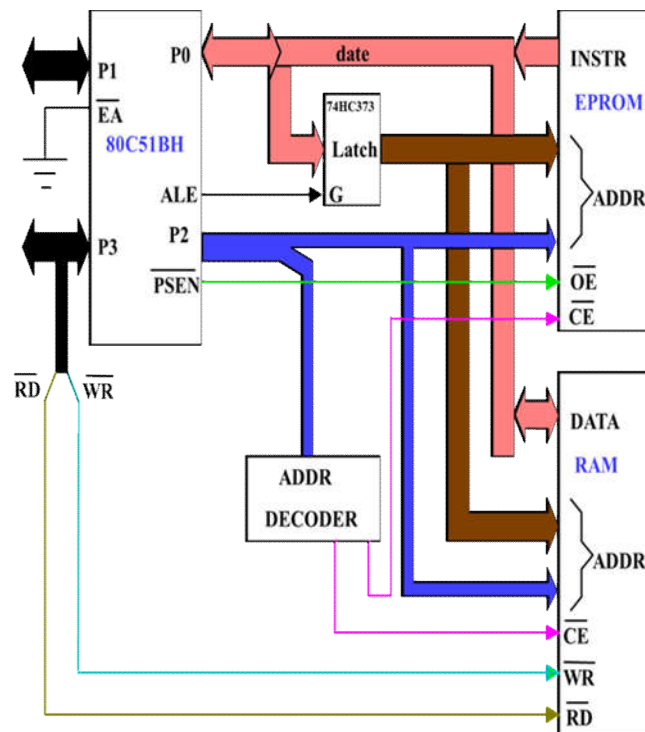 P0
date
INSTR
P1
EPROM
74HC373
EA
80C51BH
Latch
ADDR
ALE
G
P3
P2
PSEN
OE
CE
RD
WR
DATA
RAM
ADDR
DECODER
ADDR
CE
WR
RD